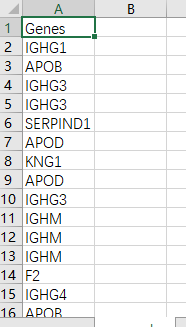 A B
1 Genes
2 IGHG1
3 APOB
4 IGHG3
5 IGHG3
6 SERPIND1
7 APOD
8 KNG1
9 APOD
10 IGHG3
11 IGHM
12 IGHM
13 IGHM
14 F2
15 IGHG4
16 APOB